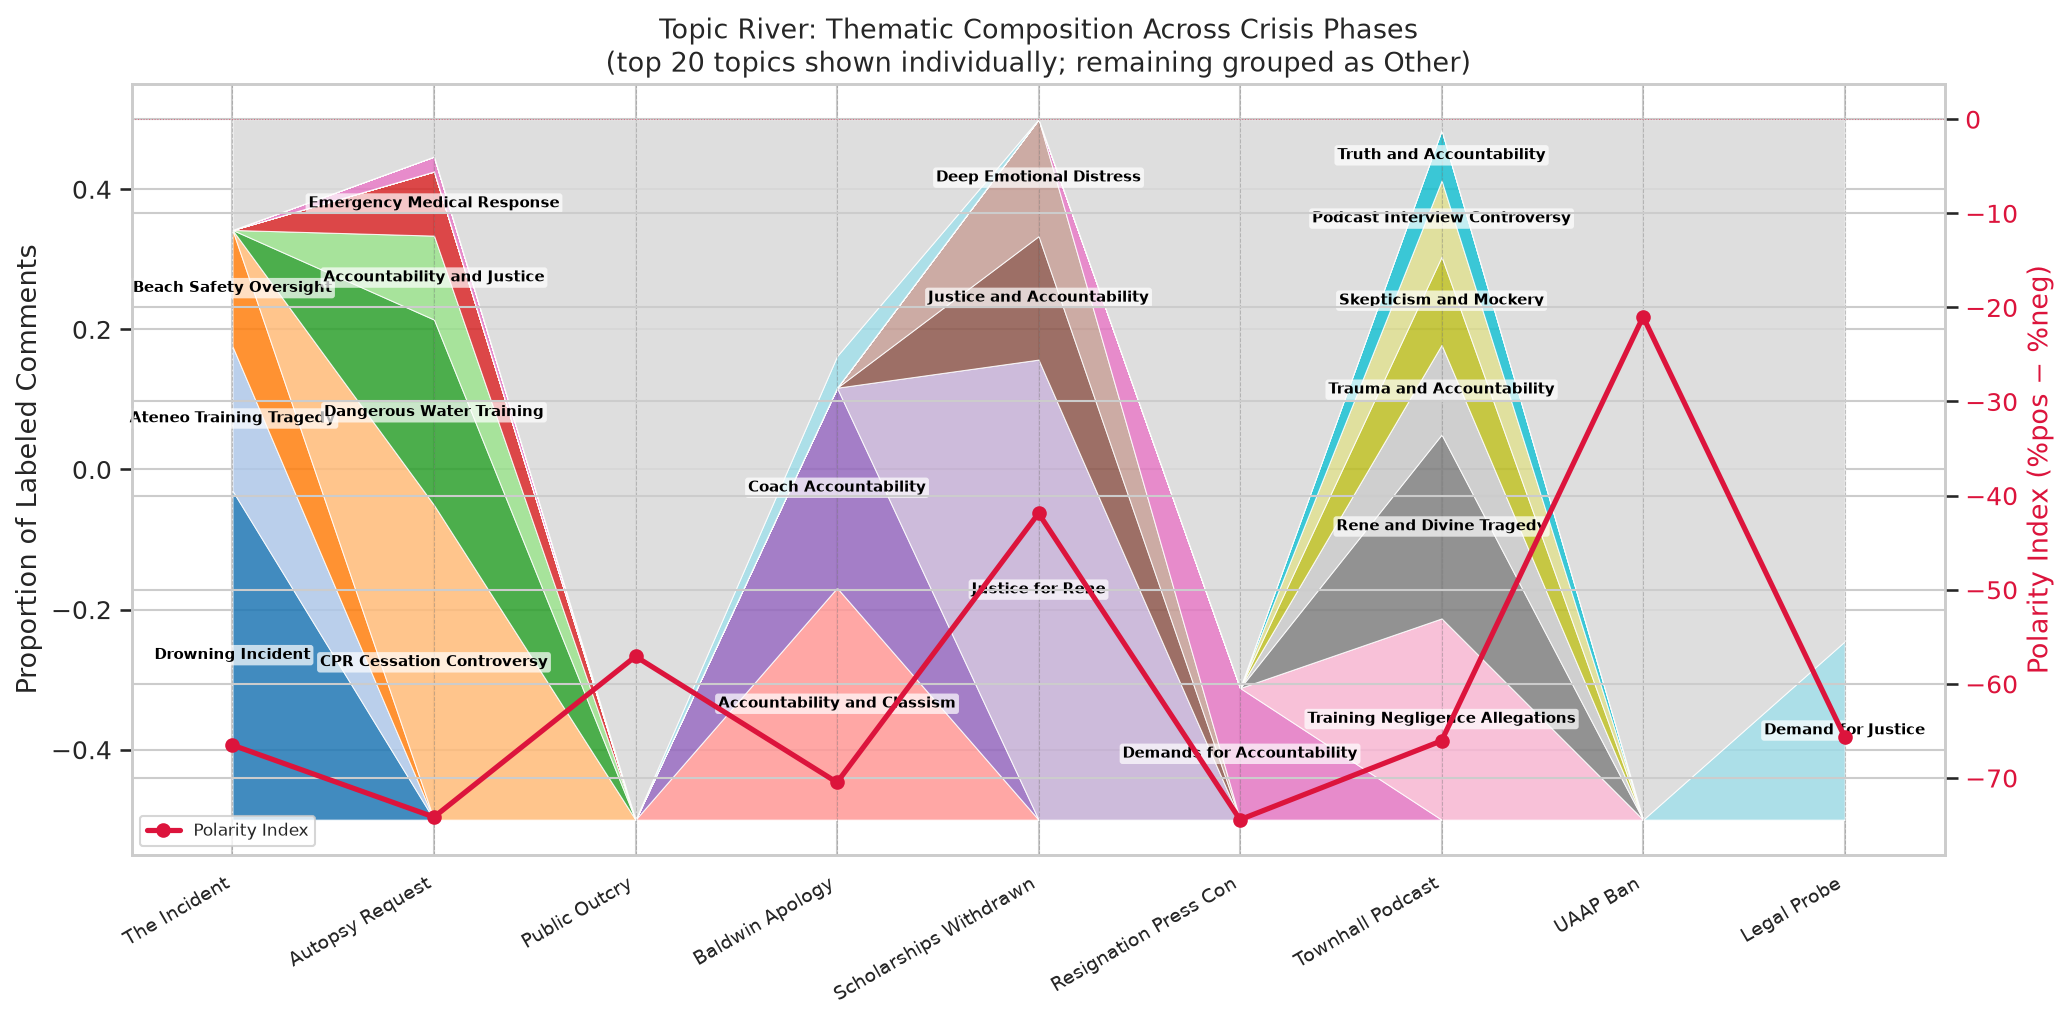 Topic River: Thematic Composition Across Crisis Phases
(top 20 topics shown individually; remaining grouped as Other)
Proportion of Labeled Comments
0.4
0.2
0.0
−0.2
−0.4
Polarity Index (%pos − %neg)
0
−10
−20
−30
−40
−50
−60
−70
Truth and Accountability
Deep Emotional Distress
Emergency Medical Response
Podcast Interview Controversy
Accountability and Justice
Beach Safety Oversight
Justice and Accountability
Skepticism and Mockery
Trauma and Accountability
Dangerous Water Training
Ateneo Training Tragedy
Coach Accountability
Rene and Divine Tragedy
Justice for Rene
Drowning Incident
CPR Cessation Controversy
Accountability and Classism
Training Negligence Allegations
Demand for Justice
Demands for Accountability
Polarity Index
The Incident
Autopsy Request
Public Outcry
Baldwin Apology
Scholarships Withdrawn
Resignation Press Con
Townhall Podcast
UAAP Ban
Legal Probe